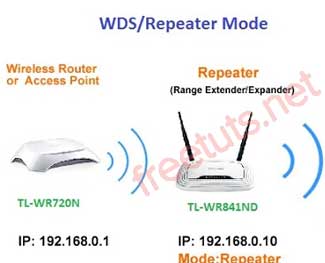 WDS/Repeater Mode
Wireless Router
or Access Point
Repeater
(Range Extender/Expander)
freetuts.net
TL-WR720N
TL-WR841ND
IP: 192.168.0.1
IP: 192.168.0.10
Mode:Repeater